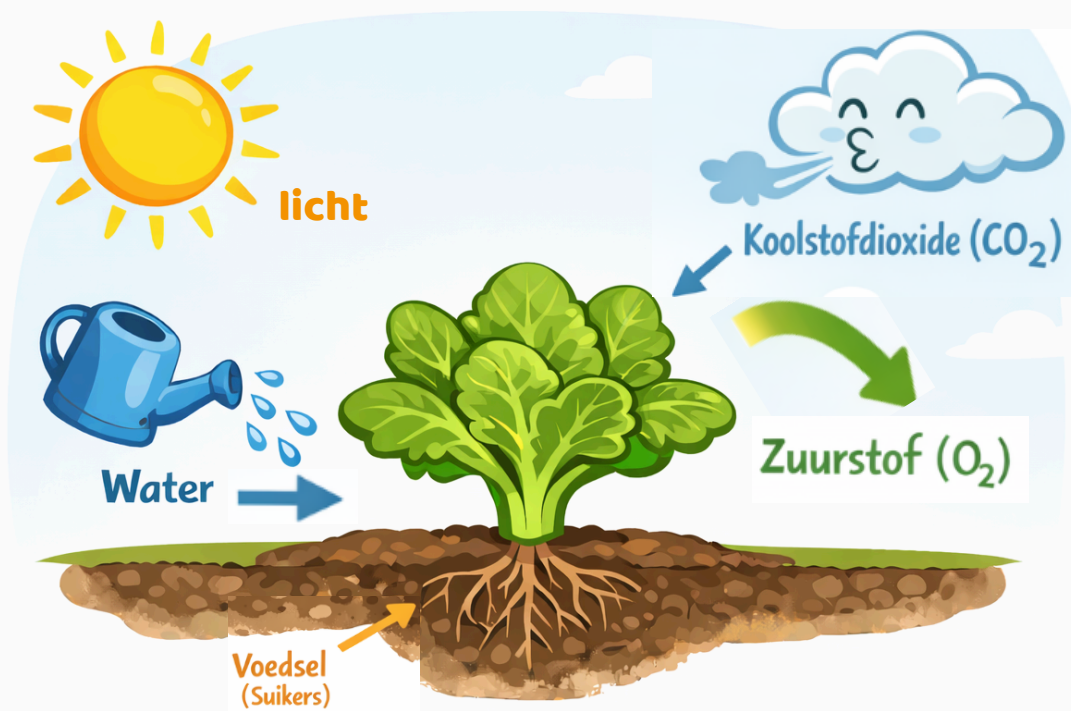 licht
Koolstofdioxide (CO₂)
Zuurstof (O₂)
Water
Voedsel
(Suikers)